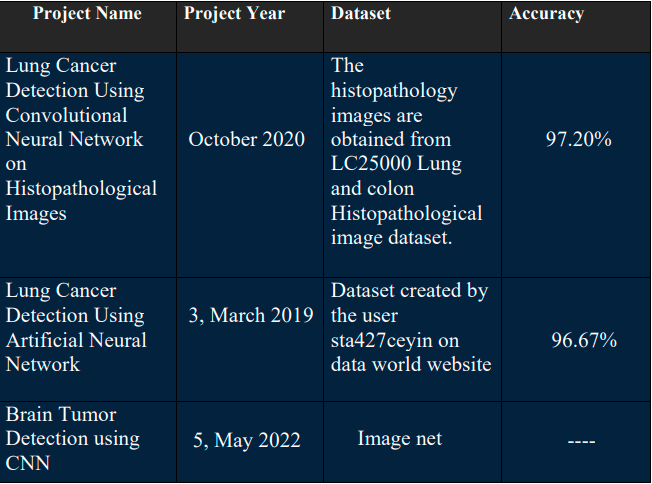 Project Name Project Year Dataset Accuracy
Lung Cancer
Detection Using
Convolutional
Neural Network
on
Histopathological
Images
October 2020
The
histopathology
images are
obtained from
LC25000 Lung
and colon
Histopathological
image dataset.
97.20%
Lung Cancer
Detection Using
Artificial Neural
Network
3, March 2019
Dataset created by
the user
sta427ceyin on
data world website
96.67%
Brain Tumor
Detection using
CNN
5, May 2022
Image net
----